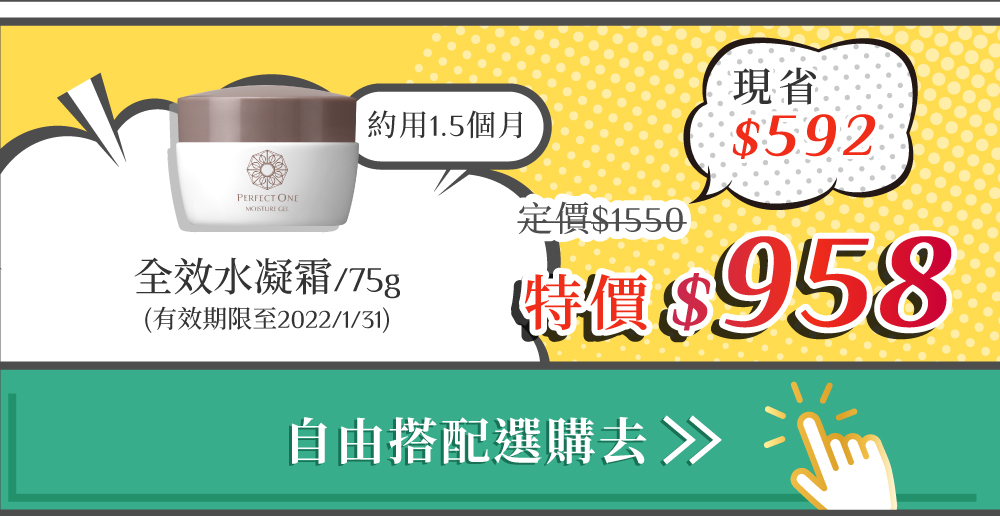 現省
$592
約用1.5個月
PERFECT ONE
MOISTURE GEL
定價$1550
特價$958
全效水凝霜/75g
(有效期限至2022/1/31)
自由搭配選購去